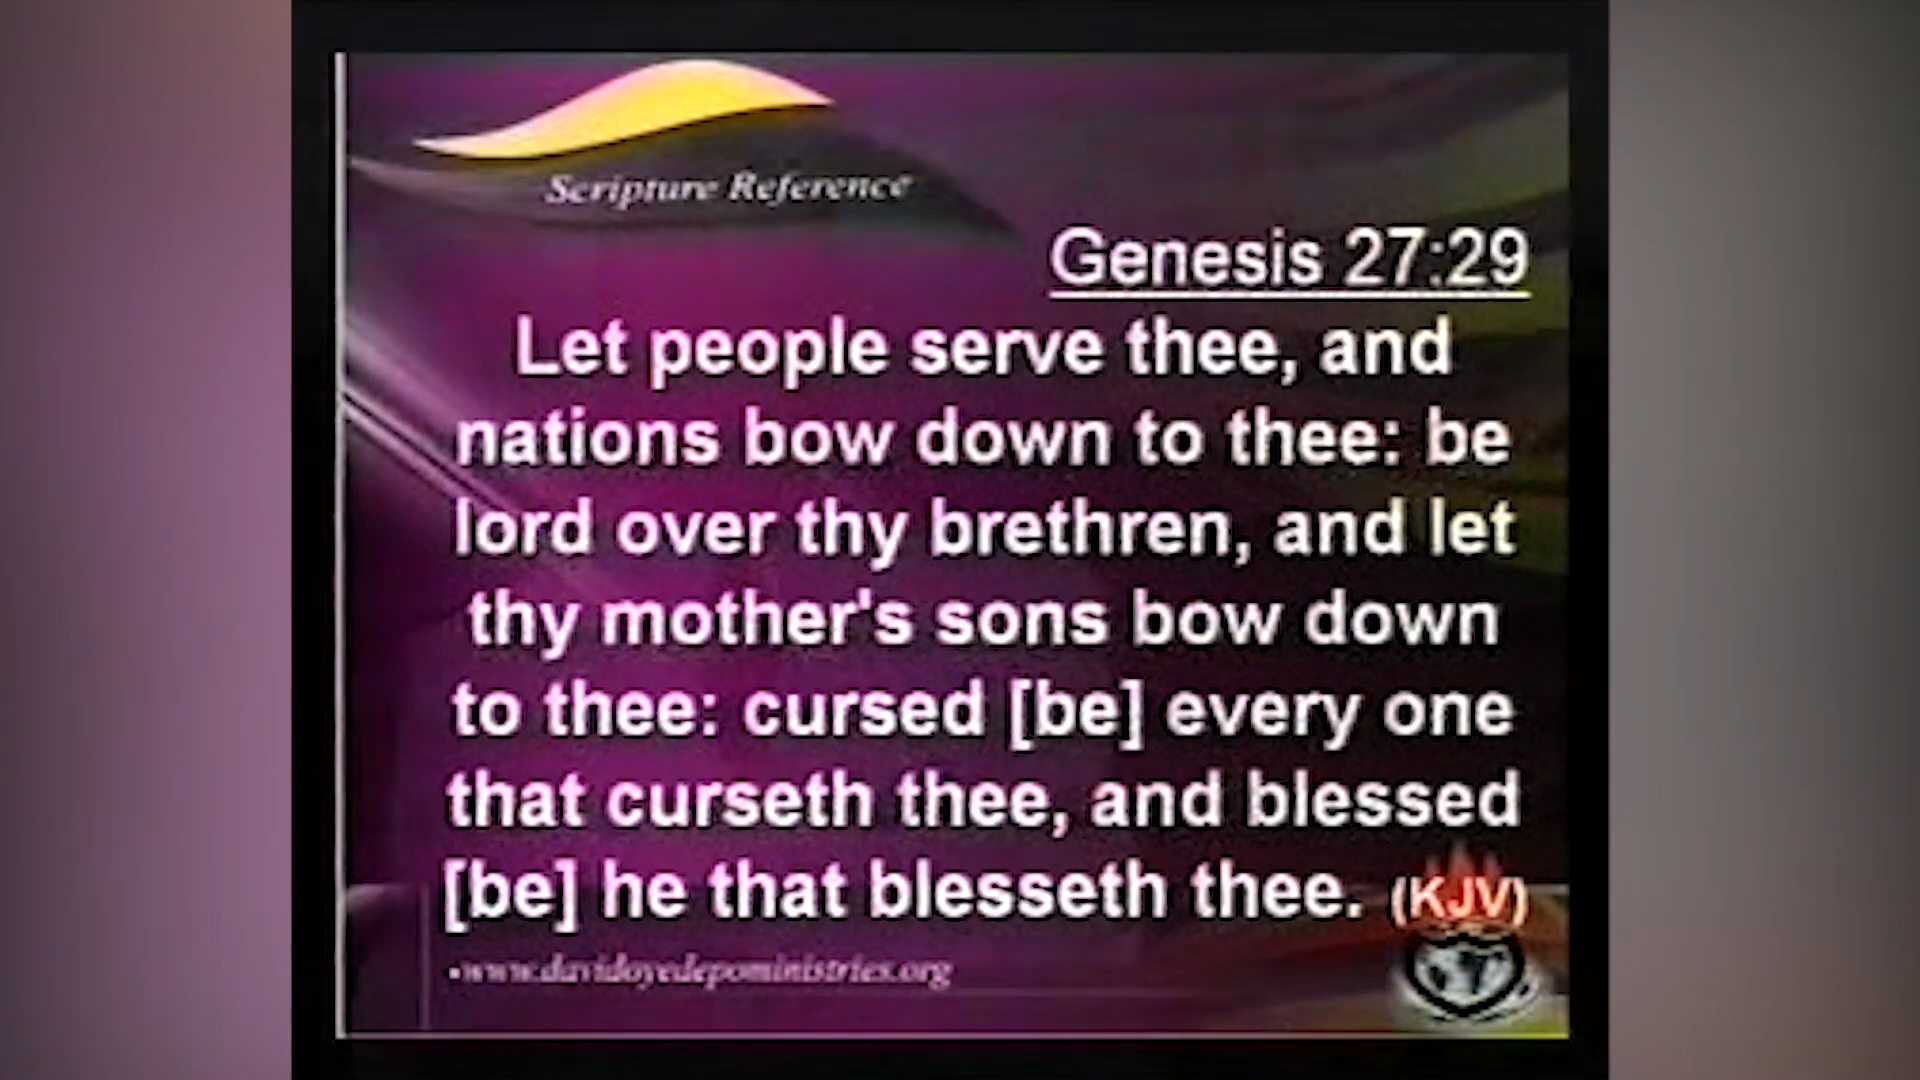 Scripture Reference
Genesis 27:29
Let people serve thee, and
nations bow down to thee: be
lord over thy brethren, and let
thy mother's sons bow down
to thee: cursed [be] every one
that curseth thee, and blessed
[be] he that blesseth thee. (KJV)
•www.davidoyedepoministries.org